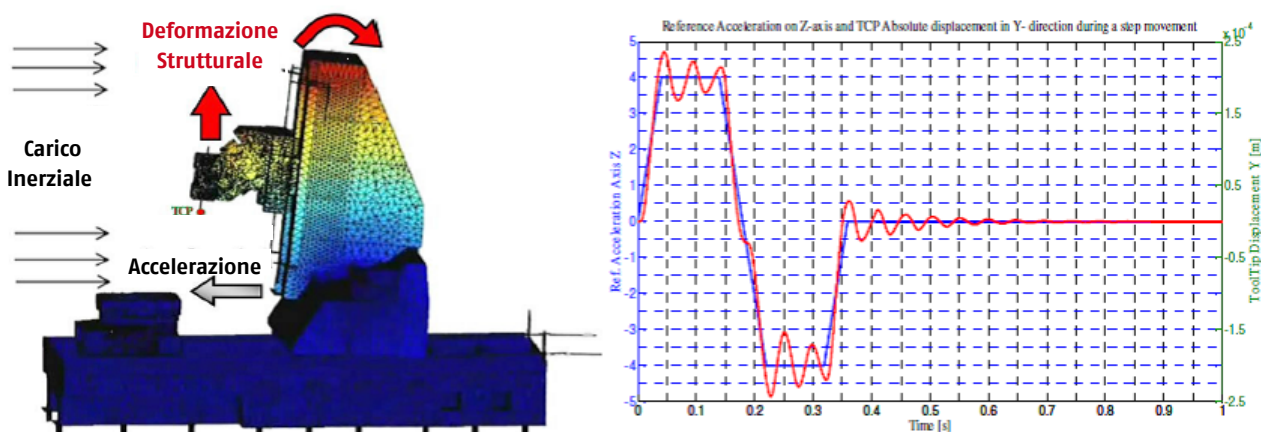 Deformazione
Strutturale
Carico
Inerziale
TCP
Accelerazione
Reference Acceleration on Z-axis and TCP Absolute displacement in Y- direction during a step movement
x10-4
5
4
3
2
1
0
-1
-2
-3
-4
-5
Ref. Acceleration Axis Z
2.5
1.5
0.5
-0.5
-1.5
-2.5
ToolTip Displacement Y [m]
0 0.1 0.2 0.3 0.4 0.5 0.6 0.7 0.8 0.9 1
Time [s]